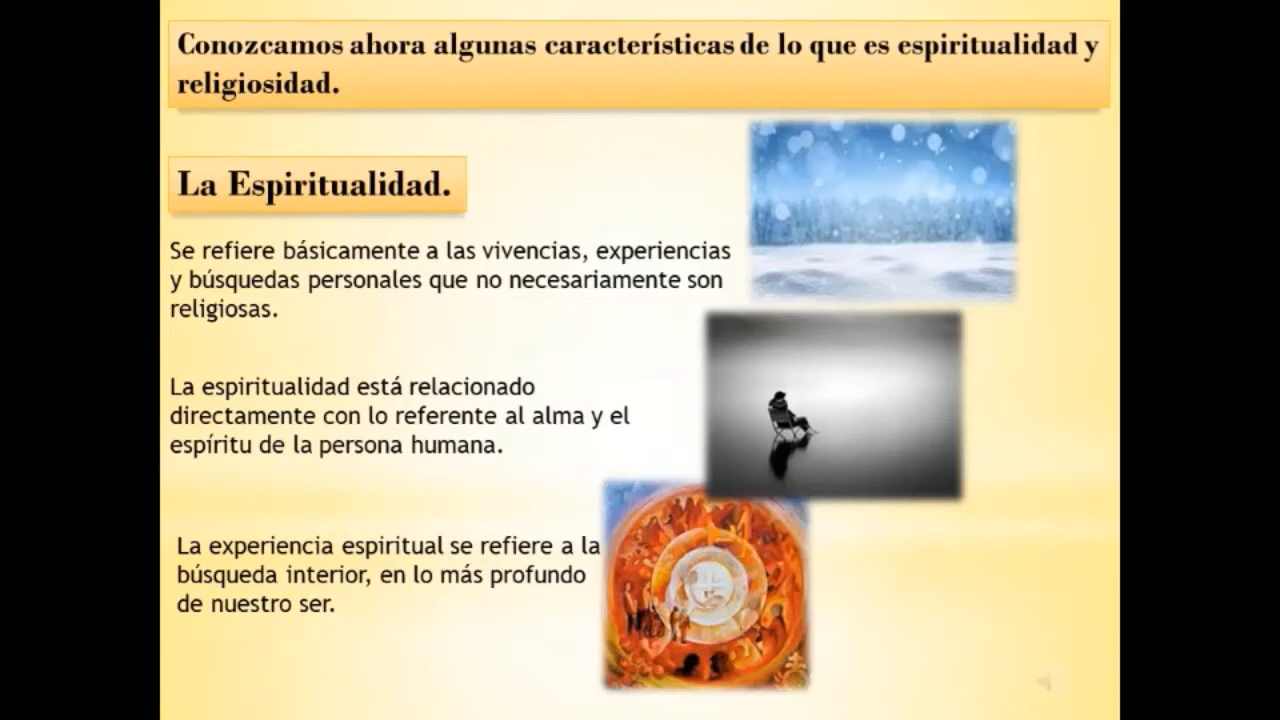 Conozcamos ahora algunas características de lo que es espiritualidad y
religiosidad.
La Espiritualidad.
Se refiere básicamente a las vivencias, experiencias
y búsquedas personales que no necesariamente son
religiosas.
La espiritualidad está relacionado
directamente con lo referente al alma y el
espíritu de la persona humana.
La experiencia espiritual se refiere a la
búsqueda interior, en lo más profundo
de nuestro ser.